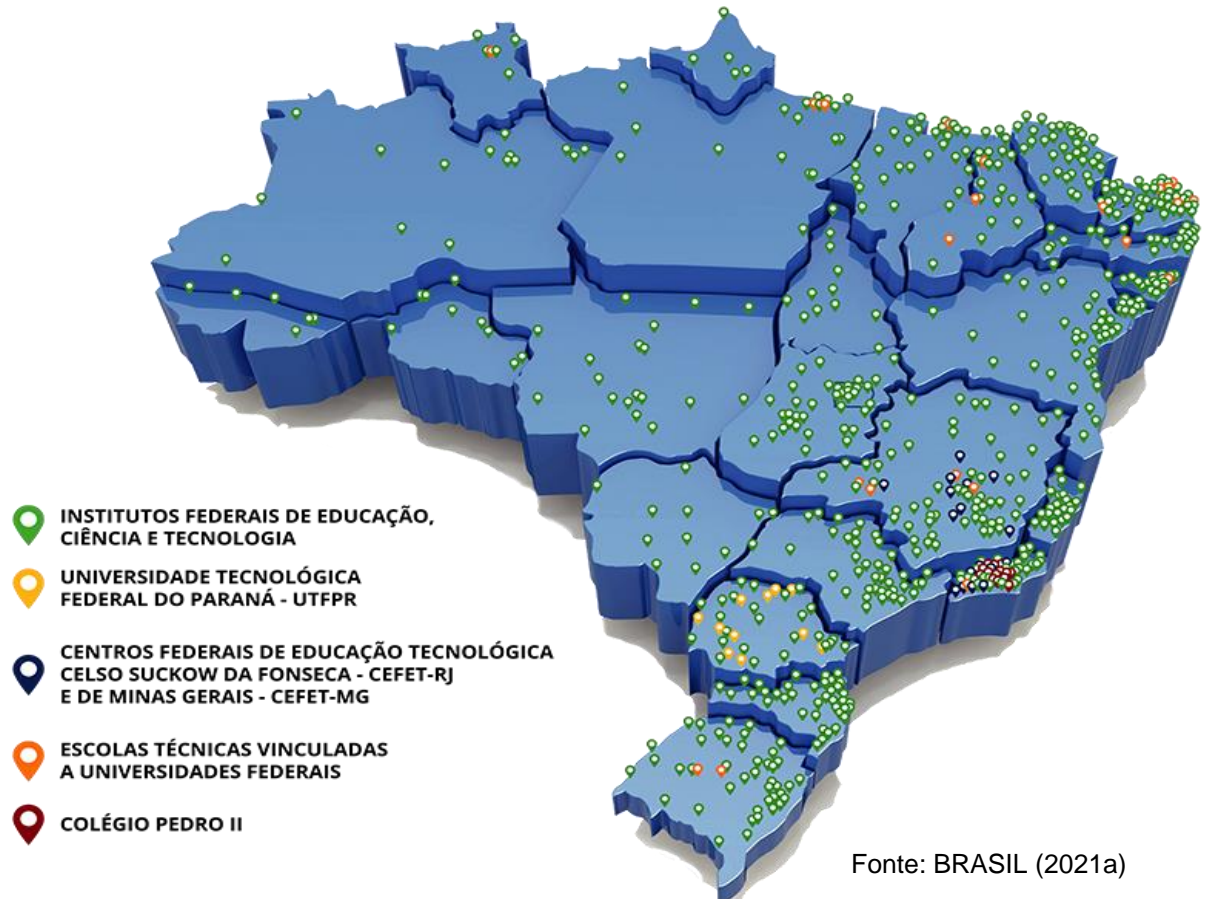 INSTITUTOS FEDERAIS DE EDUCAÇÃO,
CIÊNCIA E TECNOLOGIA
UNIVERSIDADE TECNOLÓGICA
FEDERAL DO PARANÁ - UTFPR
CENTROS FEDERAIS DE EDUCAÇÃO TECNOLÓGICA
CELSO SUCKOW DA FONSECA - CEFET-RJ
E DE MINAS GERAIS - CEFET-MG
ESCOLAS TÉCNICAS VINCULADAS
A UNIVERSIDADES FEDERAIS
COLÉGIO PEDRO II
Fonte: BRASIL (2021a)